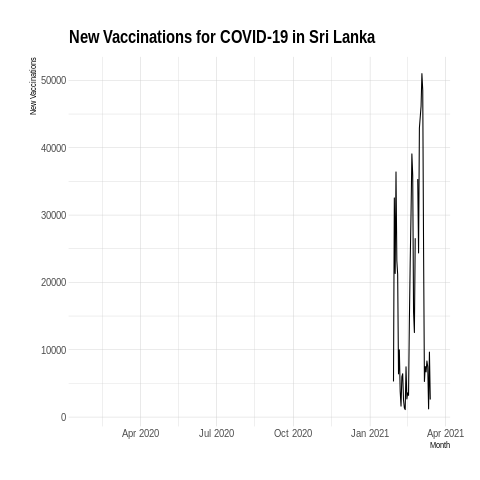 New Vaccinations for COVID-19 in Sri Lanka
New Vaccinations
50000
40000
30000
20000
10000
0
Apr 2020 Jul 2020 Oct 2020 Jan 2021 Apr 2021
Month